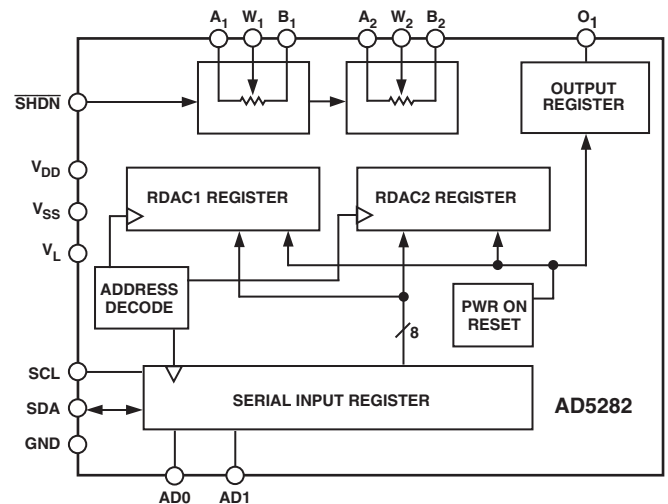 A1 W1 B1 A2 W2 B2 O1
SHDN
OUTPUT
REGISTER
VDD
RDAC1 REGISTER
RDAC2 REGISTER
VSS
VL
ADDRESS
DECODE
PWR ON
RESET
8
SCL
SERIAL INPUT REGISTER
AD5282
SDA
GND
AD0 AD1